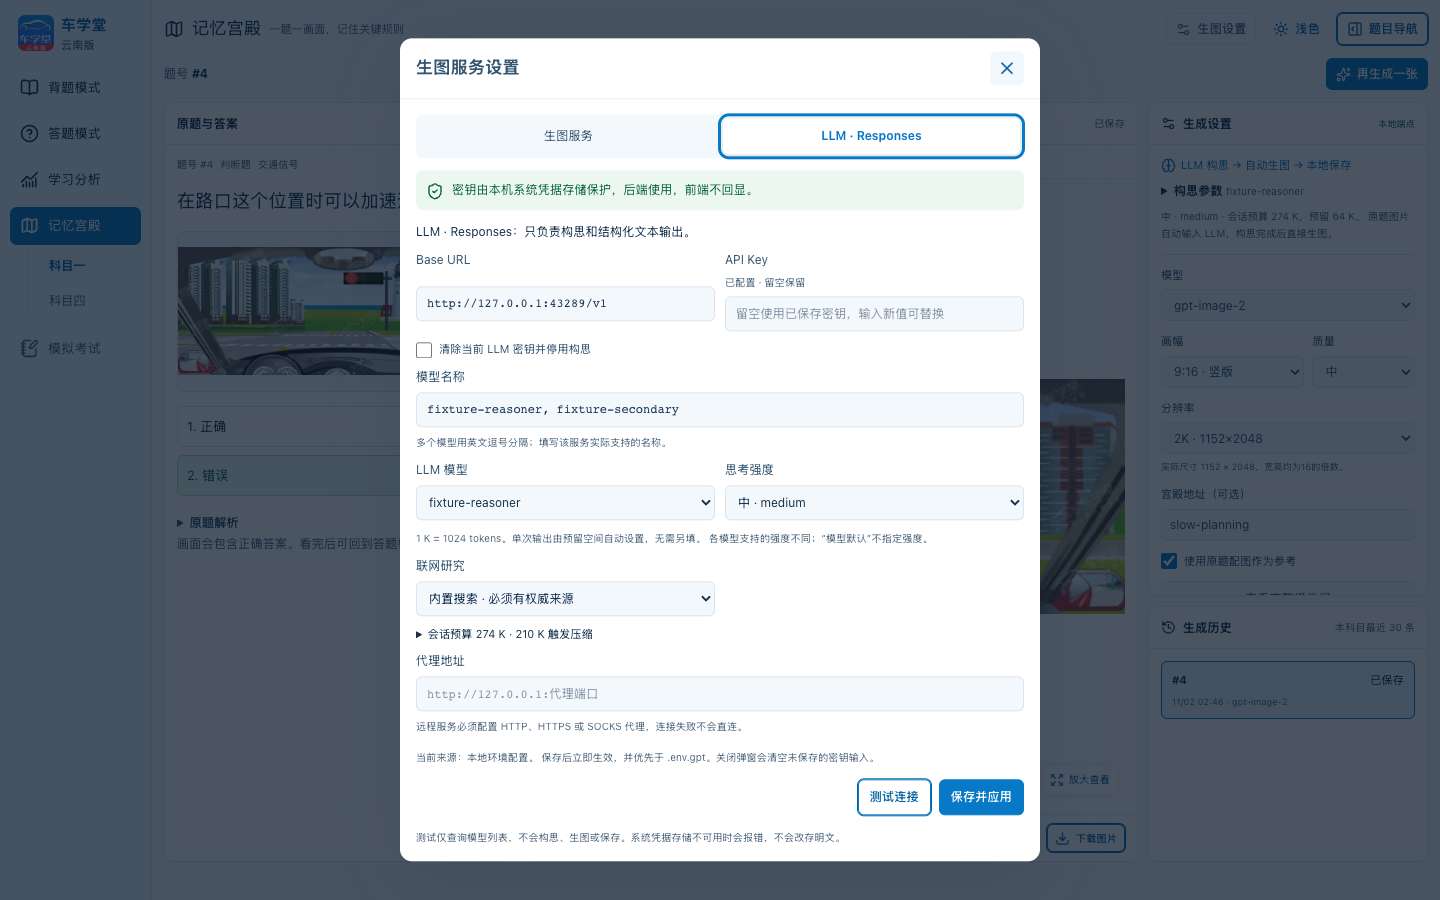 车学堂
云南版
背题模式
答题模式
学习分析
记忆宫殿
科目一
科目四
模拟考试
记忆宫殿 一题一画面，记住关键规则
生图设置
浅色
题目导航
题号 #4
再生成一张
原题与答案
已保存
题号 #4 判断题 交通信号
在路口这个位置时可以加速
1. 正确
2. 错误
原题解析
画面会包含正确答案。看完后可回到答题
生图服务设置
生图服务
LLM · Responses
密钥由本机系统凭据存储保护，后端使用，前端不回显。
LLM · Responses：只负责构思和结构化文本输出。
Base URL
API Key
已配置 · 留空保留
http://127.0.0.1:43289/v1
留空使用已保存密钥，输入新值可替换
清除当前 LLM 密钥并停用构思
模型名称
fixture-reasoner, fixture-secondary
多个模型用英文逗号分隔；填写该服务实际支持的名称。
LLM 模型
思考强度
fixture-reasoner
中 · medium
1 K = 1024 tokens。单次输出由预留空间自动设置，无需另填。 各模型支持的强度不同；“模型默认”不指定强度。
联网研究
内置搜索 · 必须有权威来源
会话预算 274 K · 210 K 触发压缩
代理地址
http://127.0.0.1:代理端口
远程服务必须配置 HTTP、HTTPS 或 SOCKS 代理，连接失败不会直连。
当前来源：本地环境配置。 保存后立即生效，并优先于 .env.gpt。关闭弹窗会清空未保存的密钥输入。
测试连接
保存并应用
测试仅查询模型列表，不会构思、生图或保存。系统凭据存储不可用时会报错，不会改存明文。
放大查看
下载图片
生成设置
本地端点
LLM 构思 → 自动生图 → 本地保存
构思参数 fixture-reasoner
中 · medium · 会话预算 274 K，预留 64 K。 原题图片
自动输入 LLM，构思完成后直接生图。
模型
gpt-image-2
画幅
质量
9:16 · 竖版
中
分辨率
2K · 1152×2048
实际尺寸 1152 × 2048，宽高均为16的倍数。
宫殿地址（可选）
slow-planning
使用原题配图作为参考
生成历史
本科目最近 30 条
#4
已保存
11/02 02:46 · gpt-image-2